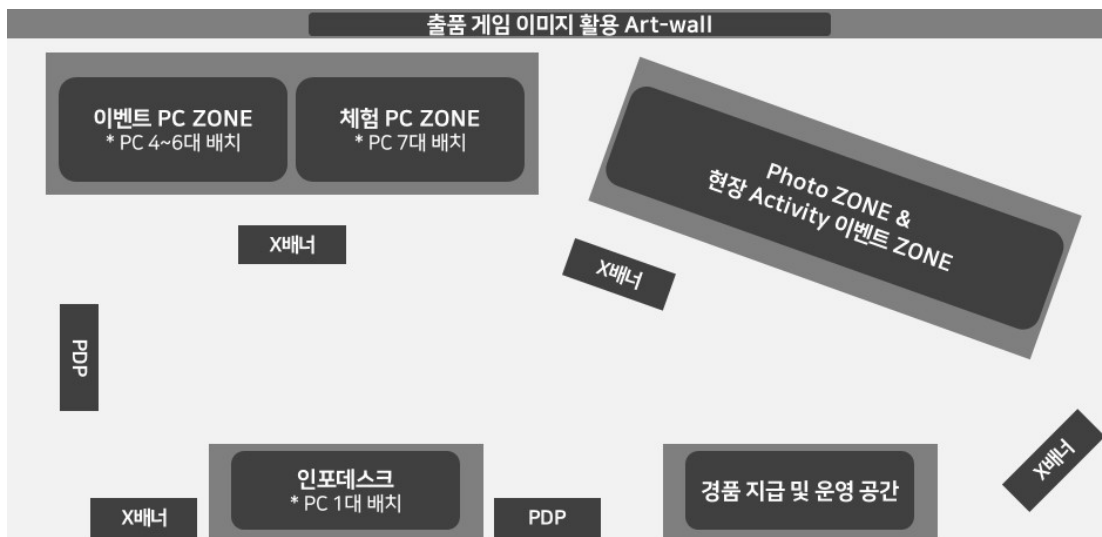 출품 게임 이미지 활용 Art-wall
이벤트 PC ZONE
* PC 4~6대 배치
체험 PC ZONE
* PC 7대 배치
Photo ZONE &
현장 Activity 이벤트 ZONE
X배너
X배너
PDP
X배너
인포데스크
* PC 1대 배치
X배너
PDP
경품 지급 및 운영 공간